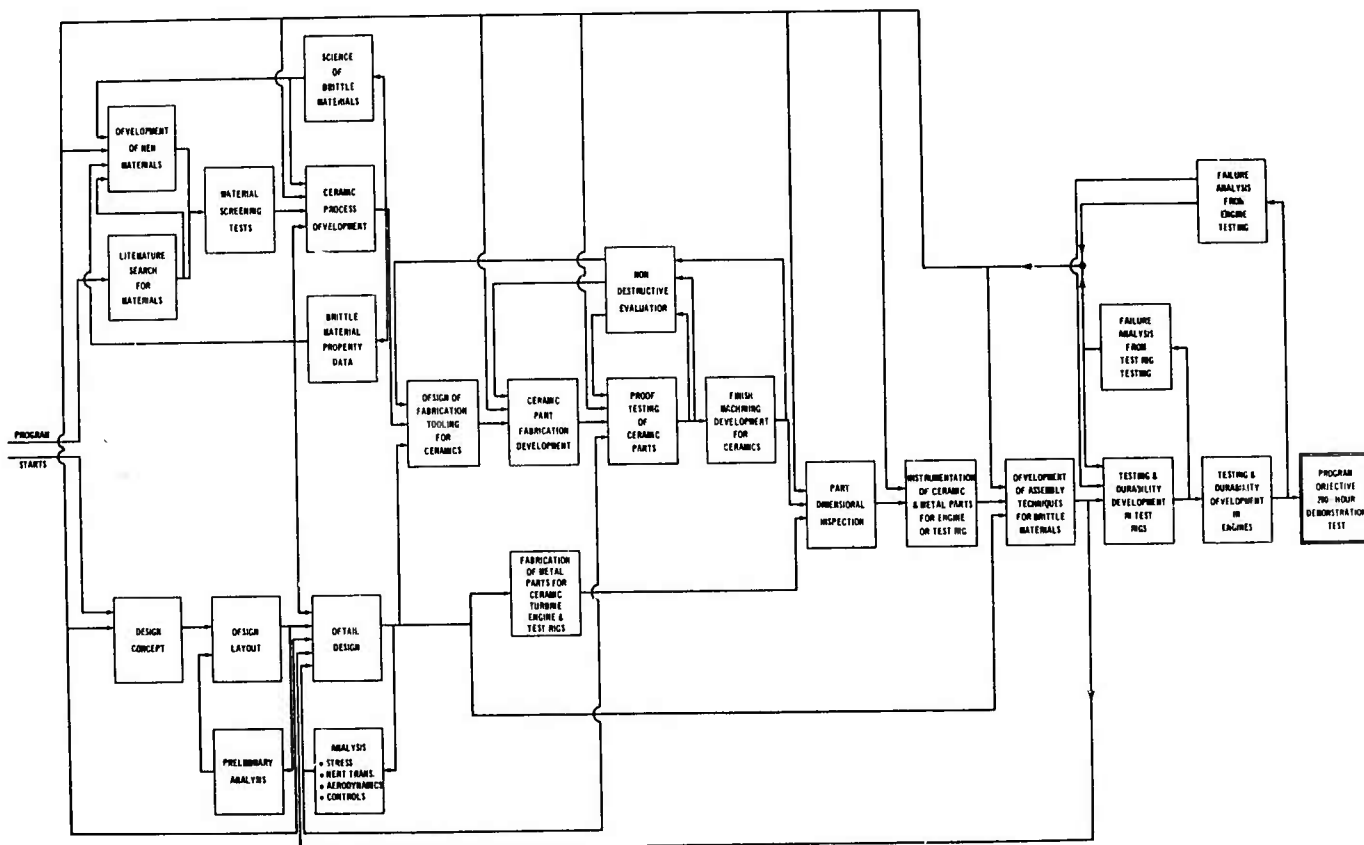 SCIENCE
OF
BRITTLE
MATERIALS
DEVELOPMENT
OF NEW
MATERIALS
MATERIAL
SCREENING
TESTS
CERAMIC
PROCESS
DEVELOPMENT
LITERATURE
SEARCH
FOR
MATERIALS
BRITTLE
MATERIAL
PROPERTY
DATA
NON
DESTRUCTIVE
EVALUATION
FAILURE
ANALYSIS
FROM
ENGINE
TESTING
FAILURE
ANALYSIS
FROM
TEST RIG
TESTING
PROGRAM
STARTS
DESIGN OF
FABRICATION
TOOLING
FOR
CERAMICS
CERAMIC
PART
FABRICATION
DEVELOPMENT
PROOF
TESTING
OF
CERAMIC
PARTS
FINISH
MACHINING
DEVELOPMENT
FOR
CERAMICS
PART
DIMENSIONAL
INSPECTION
INSTRUMENTATION
OF CERAMIC
& METAL PARTS
FOR ENGINE
OR TEST RIG
DEVELOPMENT
OF ASSEMBLY
TECHNIQUES
FOR BRITTLE
MATERIALS
TESTING &
DURABILITY
DEVELOPMENT
IN TEST
RIGS
TESTING &
DURABILITY
DEVELOPMENT
IN
ENGINES
PROGRAM
OBJECTIVE
200-HOUR
DEMONSTRATION
TEST
FABRICATION
OF METAL
PARTS FOR
CERAMIC
TURBINE
ENGINE &
TEST RIGS
DESIGN
CONCEPT
DESIGN
LAYOUT
DETAIL
DESIGN
PRELIMINARY
ANALYSIS
ANALYSIS
• STRESS
• HEAT TRANS.
• AERODYNAMICS
• CONTROLS